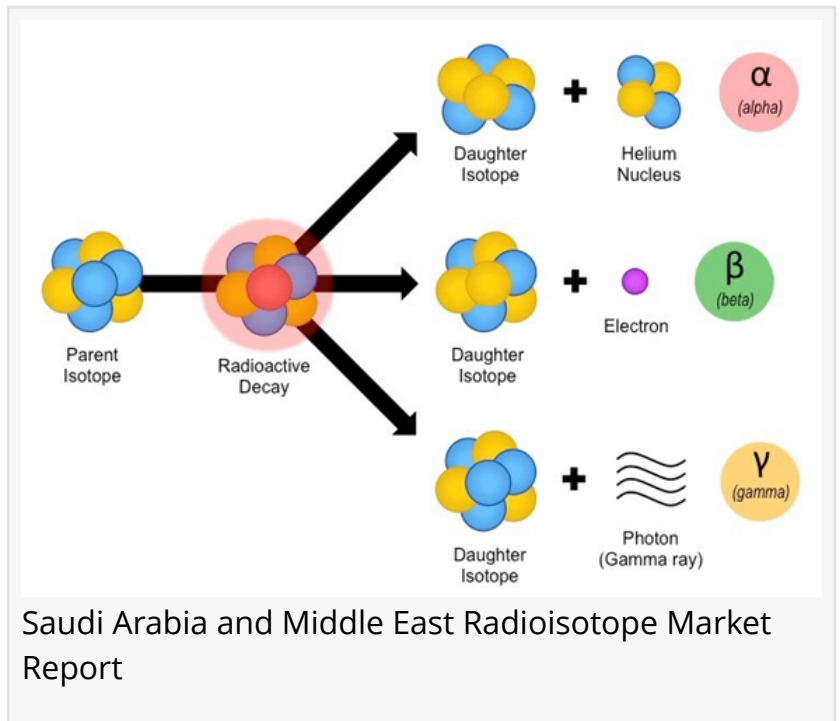 Daughter
Isotope
+
Helium
Nucleus
α
(alpha)
Parent
Isotope
Radioactive
Decay
Daughter
Isotope
+
Electron
β
(beta)
Daughter
Isotope
+
Photon
(Gamma ray)
γ
(gamma)
Saudi Arabia and Middle East Radioisotope Market
Report